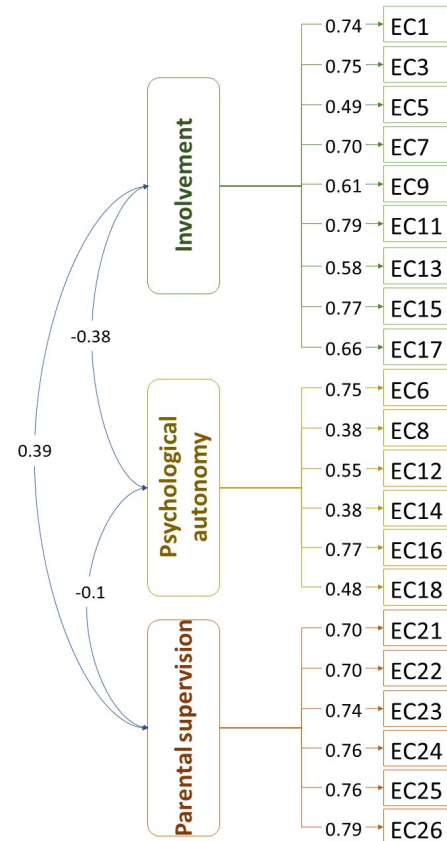 0.74 EC1
0.75 EC3
0.49 EC5
0.70 EC7
0.61 EC9
0.79 EC11
0.58 EC13
0.77 EC15
0.66 EC17
Involvement
-0.38
0.39
0.75 EC6
0.38 EC8
0.55 EC12
0.38 EC14
0.77 EC16
0.48 EC18
Psychological
autonomy
-0.1
0.70 EC21
0.70 EC22
0.74 EC23
0.76 EC24
0.76 EC25
0.79 EC26
Parental supervision